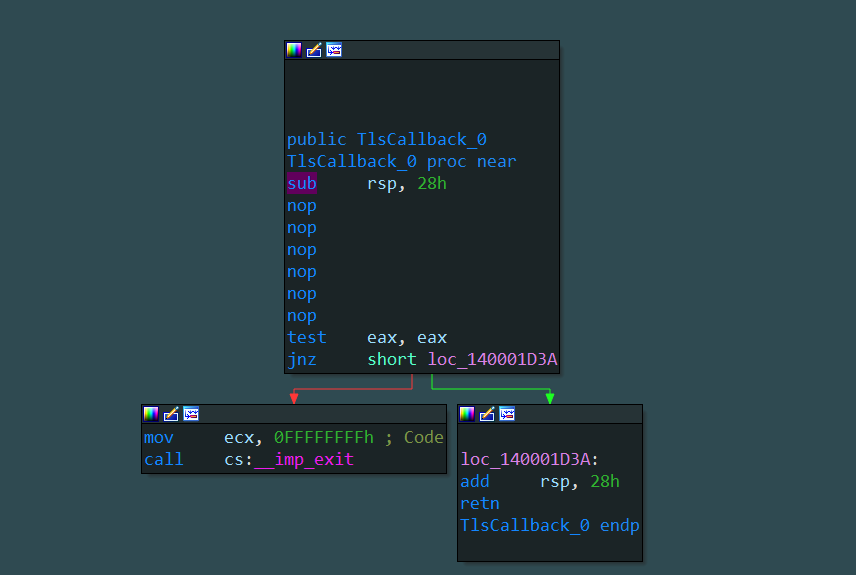 public TlsCallback_0
TlsCallback_0 proc near
sub rsp, 28h
nop
nop
nop
nop
nop
nop
test eax, eax
jnz short loc_140001D3A
mov ecx, 0FFFFFFFFh ; Code
call cs:__imp_exit
loc_140001D3A:
add rsp, 28h
retn
TlsCallback_0 endp